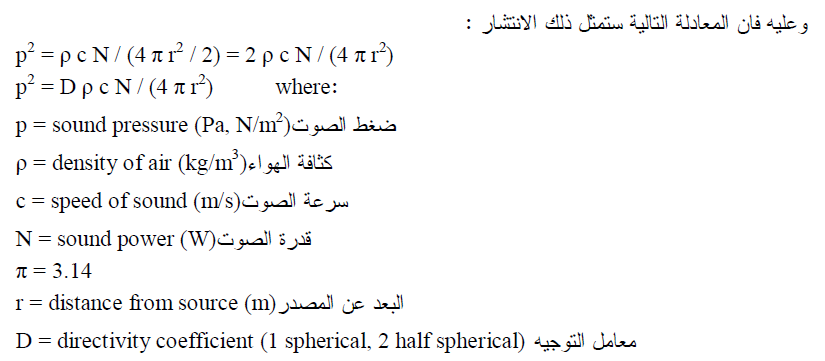 وعليه فان المعادلة التالية ستمثل ذلك الانتشار :
p² = ρ c N / (4 π r² / 2) = 2 ρ c N / (4 π r²)
p² = D ρ c N / (4 π r²) where:
p = sound pressure (Pa, N/m²)ضغط الصوت
ρ = density of air (kg/m³)كثافة الهواء
c = speed of sound (m/s)سرعة الصوت
N = sound power (W)قدرة الصوت
π = 3.14
r = distance from source (m)البعد عن المصدر
D = directivity coefficient (1 spherical, 2 half spherical) معامل التوجيه